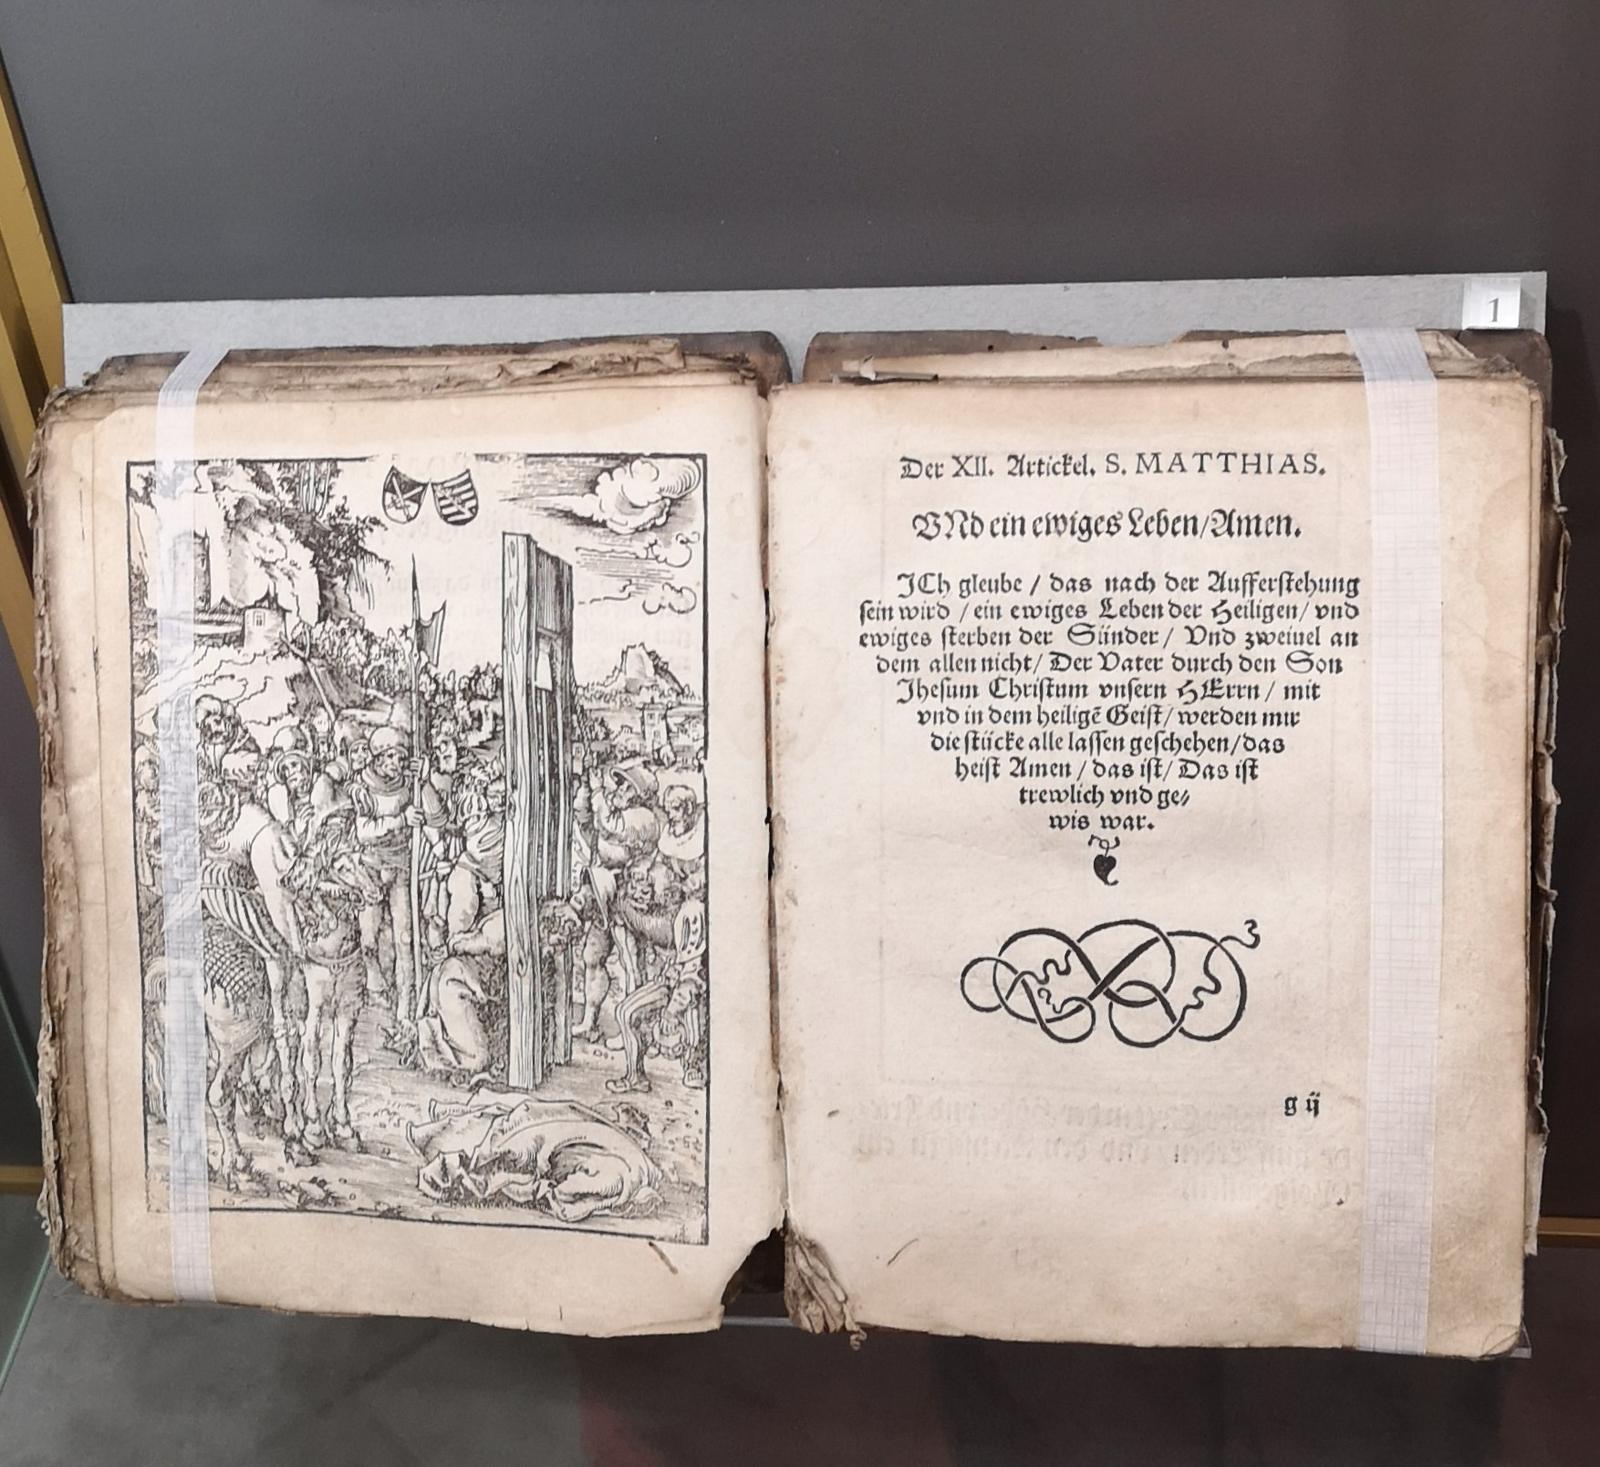 1
Der XII. Artickel. S. MATTHIAS.
VNd ein ewiges Leben/Amen.
ICh gleube / das nach der Aufferstehung
sein wird / ein ewiges Leben der Heiligen/ vnd
ewiges sterben der Sünder/ Vnd zweiuel an
dem allen nicht/ Der Vater durch den Son
Jhesum Christum vnsern HErrn / mit
vnd in dem heiligẽ Geist/ werden mir
die stücke alle lassen geschehen/das
heist Amen / das ist/ Das ist
trewlich vnd ge⸗
wis war.
g ij